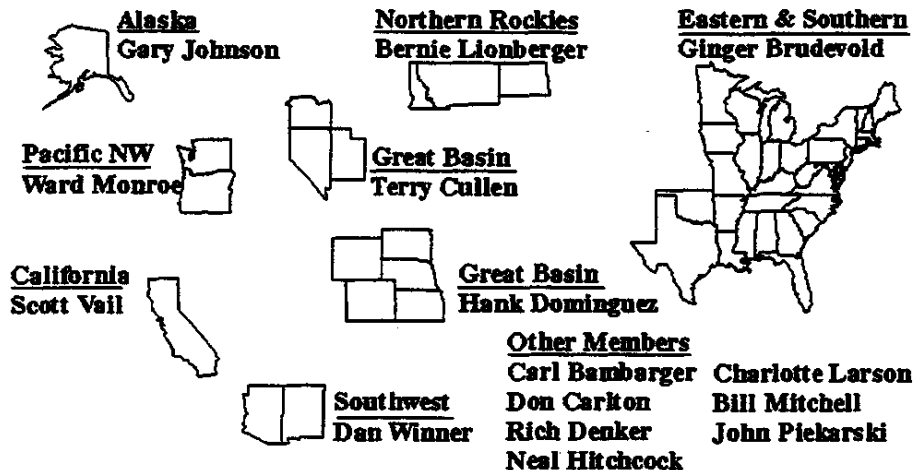 Alaska
Gary Johnson
Northern Rockies
Bernie Lionberger
Eastern & Southern
Ginger Brudevold
Pacific NW
Ward Monroe
Great Basin
Terry Cullen
California
Scott Vail
Great Basin
Hank Dominguez
Southwest
Dan Winner
Other Members
Carl Bambarger
Don Carlton
Rich Denker
Neal Hitchcock
Charlotte Larson
Bill Mitchell
John Piekarski